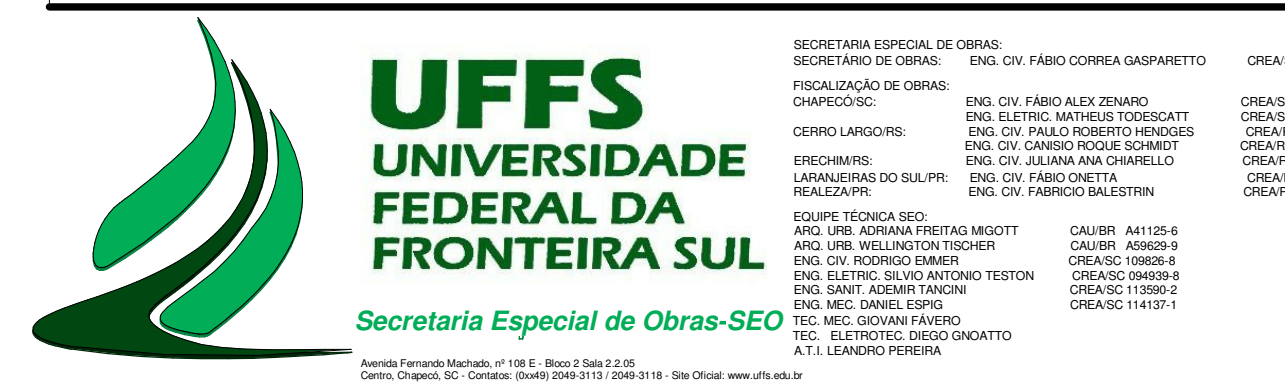 UFFS
UNIVERSIDADE
FEDERAL DA
FRONTEIRA SUL
Secretaria Especial de Obras-SEO
Avenida Fernando Machado, nº 108 E - Bloco 2 Sala 2.2.05
Centro, Chapecó, SC - Contatos: (0xx49) 2049-3113 / 2049-3118 - Site Oficial: www.uffs.edu.br
SECRETARIA ESPECIAL DE OBRAS:
SECRETÁRIO DE OBRAS: ENG. CIV. FÁBIO CORREA GASPARETTO CREA/
FISCALIZAÇÃO DE OBRAS:
CHAPECÓ/SC: ENG. CIV. FÁBIO ALEX ZENARO CREA/S
ENG. ELETRIC. MATHEUS TODESCATT CREA/S
CERRO LARGO/RS: ENG. CIV. PAULO ROBERTO HENDGES CREA/
ENG. CIV. CANISIO ROQUE SCHMIDT CREA/R
ERECHIM/RS: ENG. CIV. JULIANA ANA CHIARELLO CREA/R
LARANJEIRAS DO SUL/PR: ENG. CIV. FÁBIO ONETTA CREA/
REALEZA/PR: ENG. CIV. FABRICIO BALESTRIN CREA/P
EQUIPE TÉCNICA SEO:
ARQ. URB. ADRIANA FREITAG MIGOTT CAU/BR A41125-6
ARQ. URB. WELLINGTON TISCHER CAU/BR A59629-9
ENG. CIV. RODRIGO EMMER CREA/SC 109826-8
ENG. ELETRIC. SILVIO ANTONIO TESTON CREA/SC 094939-8
ENG. SANIT. ADEMIR TANCINI CREA/SC 113590-2
ENG. MEC. DANIEL ESPIG CREA/SC 114137-1
TEC. MEC. GIOVANI FÁVERO
TEC. ELETROTEC. DIEGO GNOATTO
A.T.I. LEANDRO PEREIRA